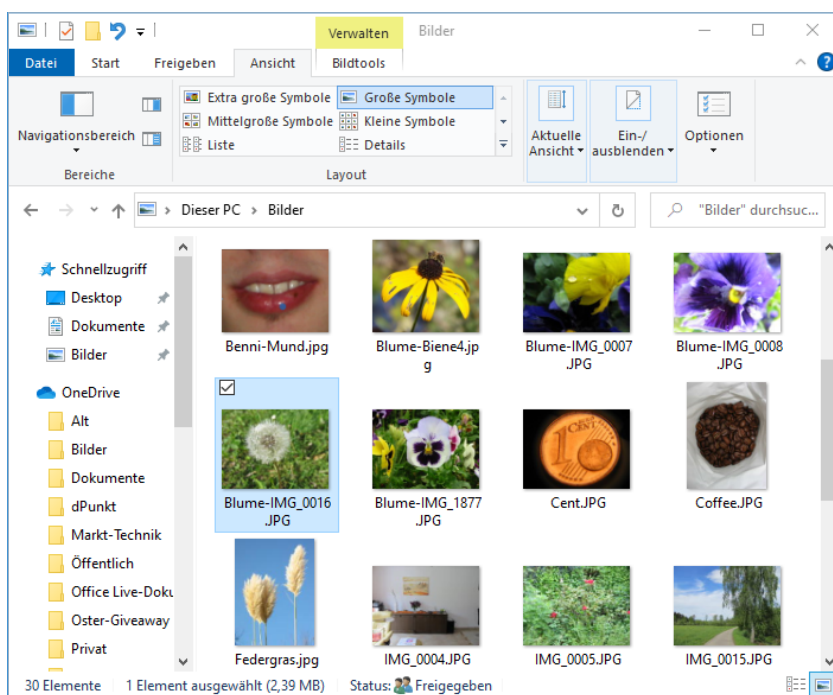 Verwalten
Bilder
Datei
Start
Freigeben
Ansicht
Bildtools
Navigationsbereich
Extra große Symbole
Große Symbole
Mittelgroße Symbole
Kleine Symbole
Liste
Details
Aktuelle
Ansicht
Ein-/
ausblenden
Optionen
Bereiche
Layout
Dieser PC > Bilder
"Bilder" durchsuc...
Schnellzugriff
Desktop
Dokumente
Bilder
OneDrive
Alt
Bilder
Dokumente
dPunkt
Markt-Technik
Öffentlich
Office Live-Doku
Oster-Giveaway
Privat
Benni-Mund.jpg
Blume-Biene4.jp
g
Blume-IMG_0007
.JPG
Blume-IMG_0008
.JPG
Blume-IMG_0016
.JPG
Blume-IMG_1877
.JPG
1 CENT
Cent.JPG
Coffee.JPG
Federgras.jpg
IMG_0004.JPG
IMG_0005.JPG
IMG_0015.JPG
30 Elemente
1 Element ausgewählt (2,39 MB)
Status: Freigegeben